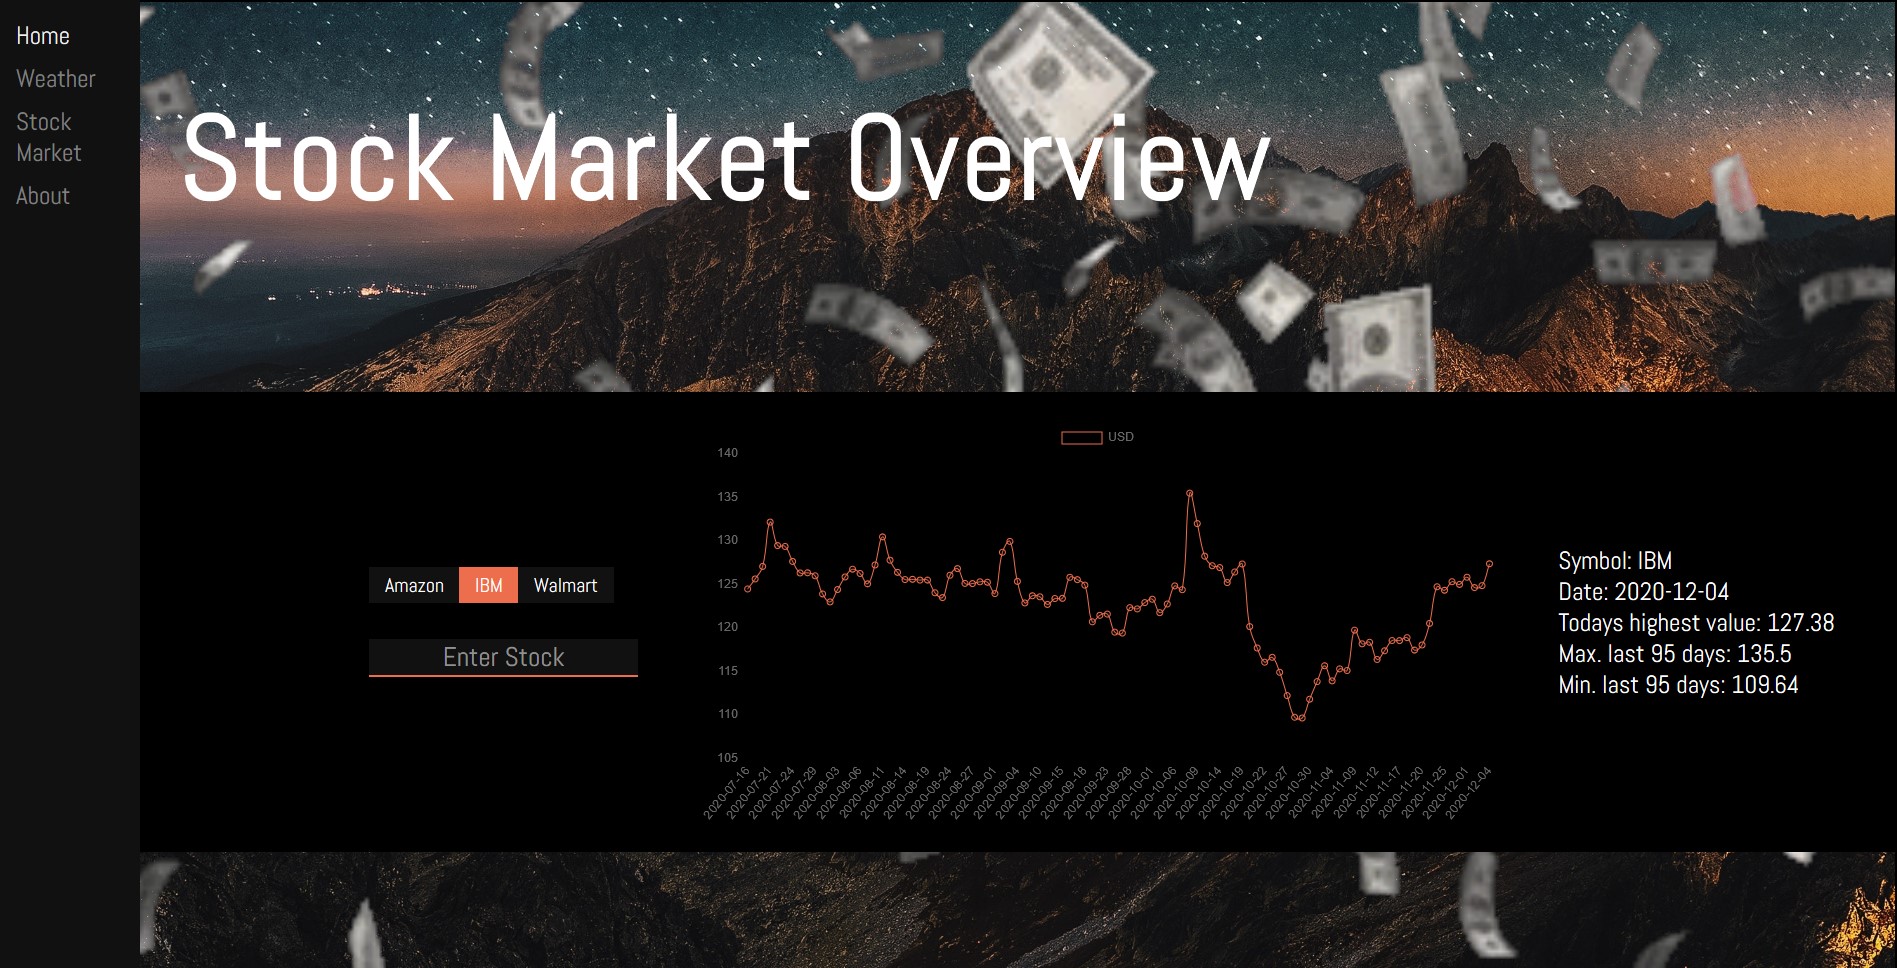 Home
Weather
Stock
Market
About
Stock Market Overview
Amazon
IBM
Walmart
Enter Stock
USD
140
135
130
125
120
115
110
105
2020-07-16
2020-07-21
2020-07-24
2020-07-29
2020-08-03
2020-08-06
2020-08-11
2020-08-14
2020-08-19
2020-08-24
2020-08-27
2020-09-01
2020-09-04
2020-09-10
2020-09-15
2020-09-18
2020-09-23
2020-09-28
2020-10-01
2020-10-06
2020-10-09
2020-10-14
2020-10-19
2020-10-22
2020-10-27
2020-10-30
2020-11-04
2020-11-09
2020-11-12
2020-11-17
2020-11-20
2020-11-25
2020-12-01
2020-12-04
Symbol: IBM
Date: 2020-12-04
Todays highest value: 127.38
Max. last 95 days: 135.5
Min. last 95 days: 109.64